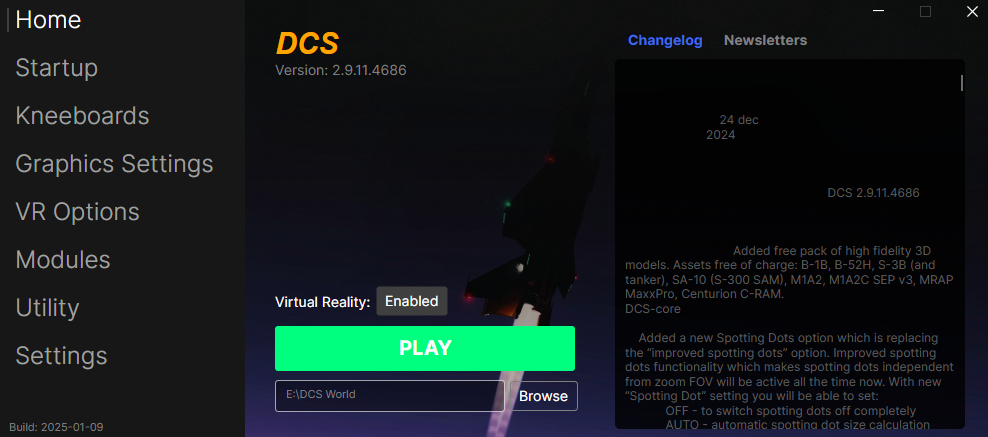 Home
Startup
Kneeboards
Graphics Settings
VR Options
Modules
Utility
Settings
Build: 2025-01-09
DCS
Version: 2.9.11.4686
Virtual Reality: Enabled
PLAY
E:\DCS World
Browse
Changelog Newsletters
24 dec
2024
DCS 2.9.11.4686
Added free pack of high fidelity 3D
models. Assets free of charge: B-1B, B-52H, S-3B (and
tanker), SA-10 (S-300 SAM), M1A2, M1A2C SEP v3, MRAP
MaxxPro, Centurion C-RAM.
DCS-core
Added a new Spotting Dots option which is replacing
the “improved spotting dots” option. Improved spotting
dots functionality which makes spotting dots independent
from zoom FOV will be active all the time now. With new
“Spotting Dot” setting you will be able to set:
OFF - to switch spotting dots off completely
AUTO - automatic spotting dot size calculation